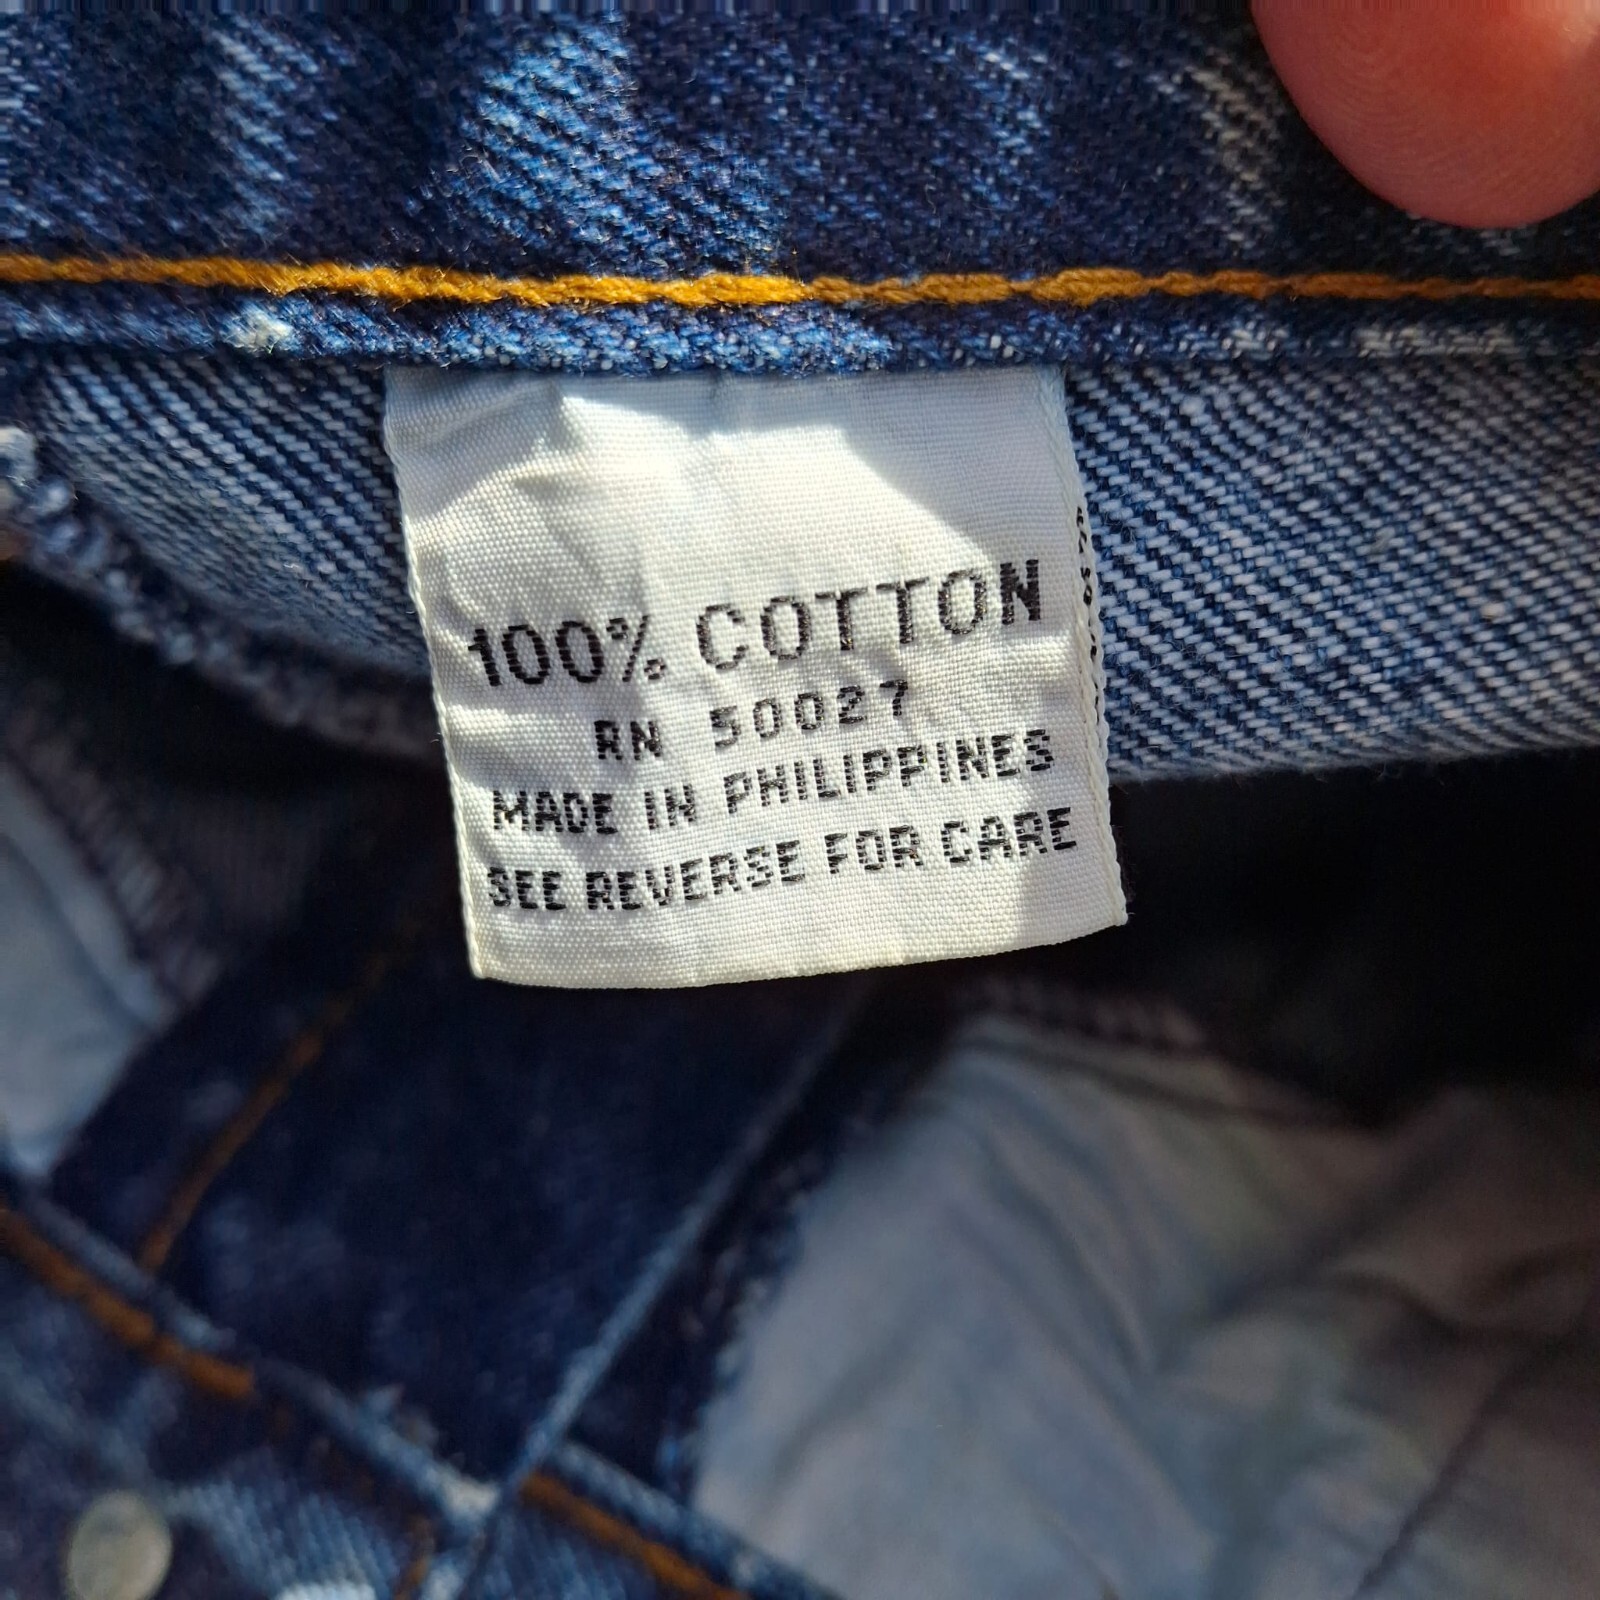 100% COTTON
RN 50027
MADE IN PHILIPPINES
SEE REVERSE FOR CARE